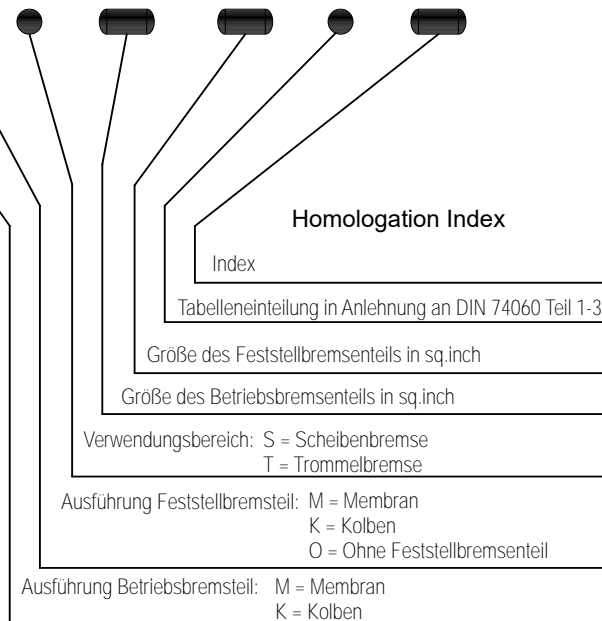 Homologation Index
Index
Tabelleneinteilung in Anlehnung an DIN 74060 Teil 1-3
Größe des Feststellbremsenteils in sq.inch
Größe des Betriebsbremsenteils in sq.inch
Verwendungsbereich: S = Scheibenbremse
T = Trommelbremse
Ausführung Feststellbremsteil: M = Membran
K = Kolben
O = Ohne Feststellbremsenteil
Ausführung Betriebsbremsteil: M = Membran
K = Kolben